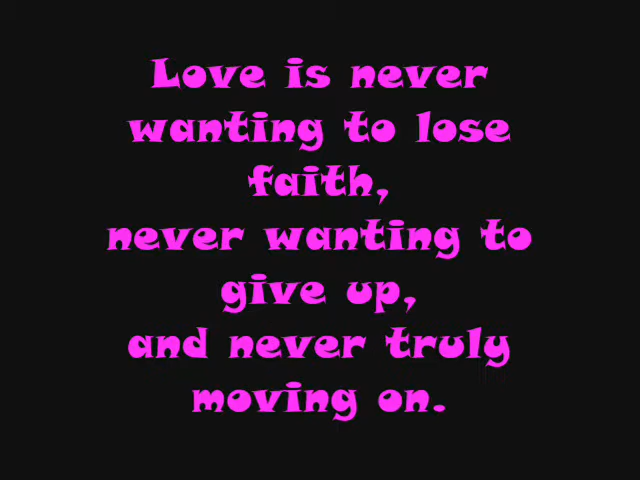 Love is never
wanting to lose
faith,
never wanting to
give up,
and never truly
moving on.